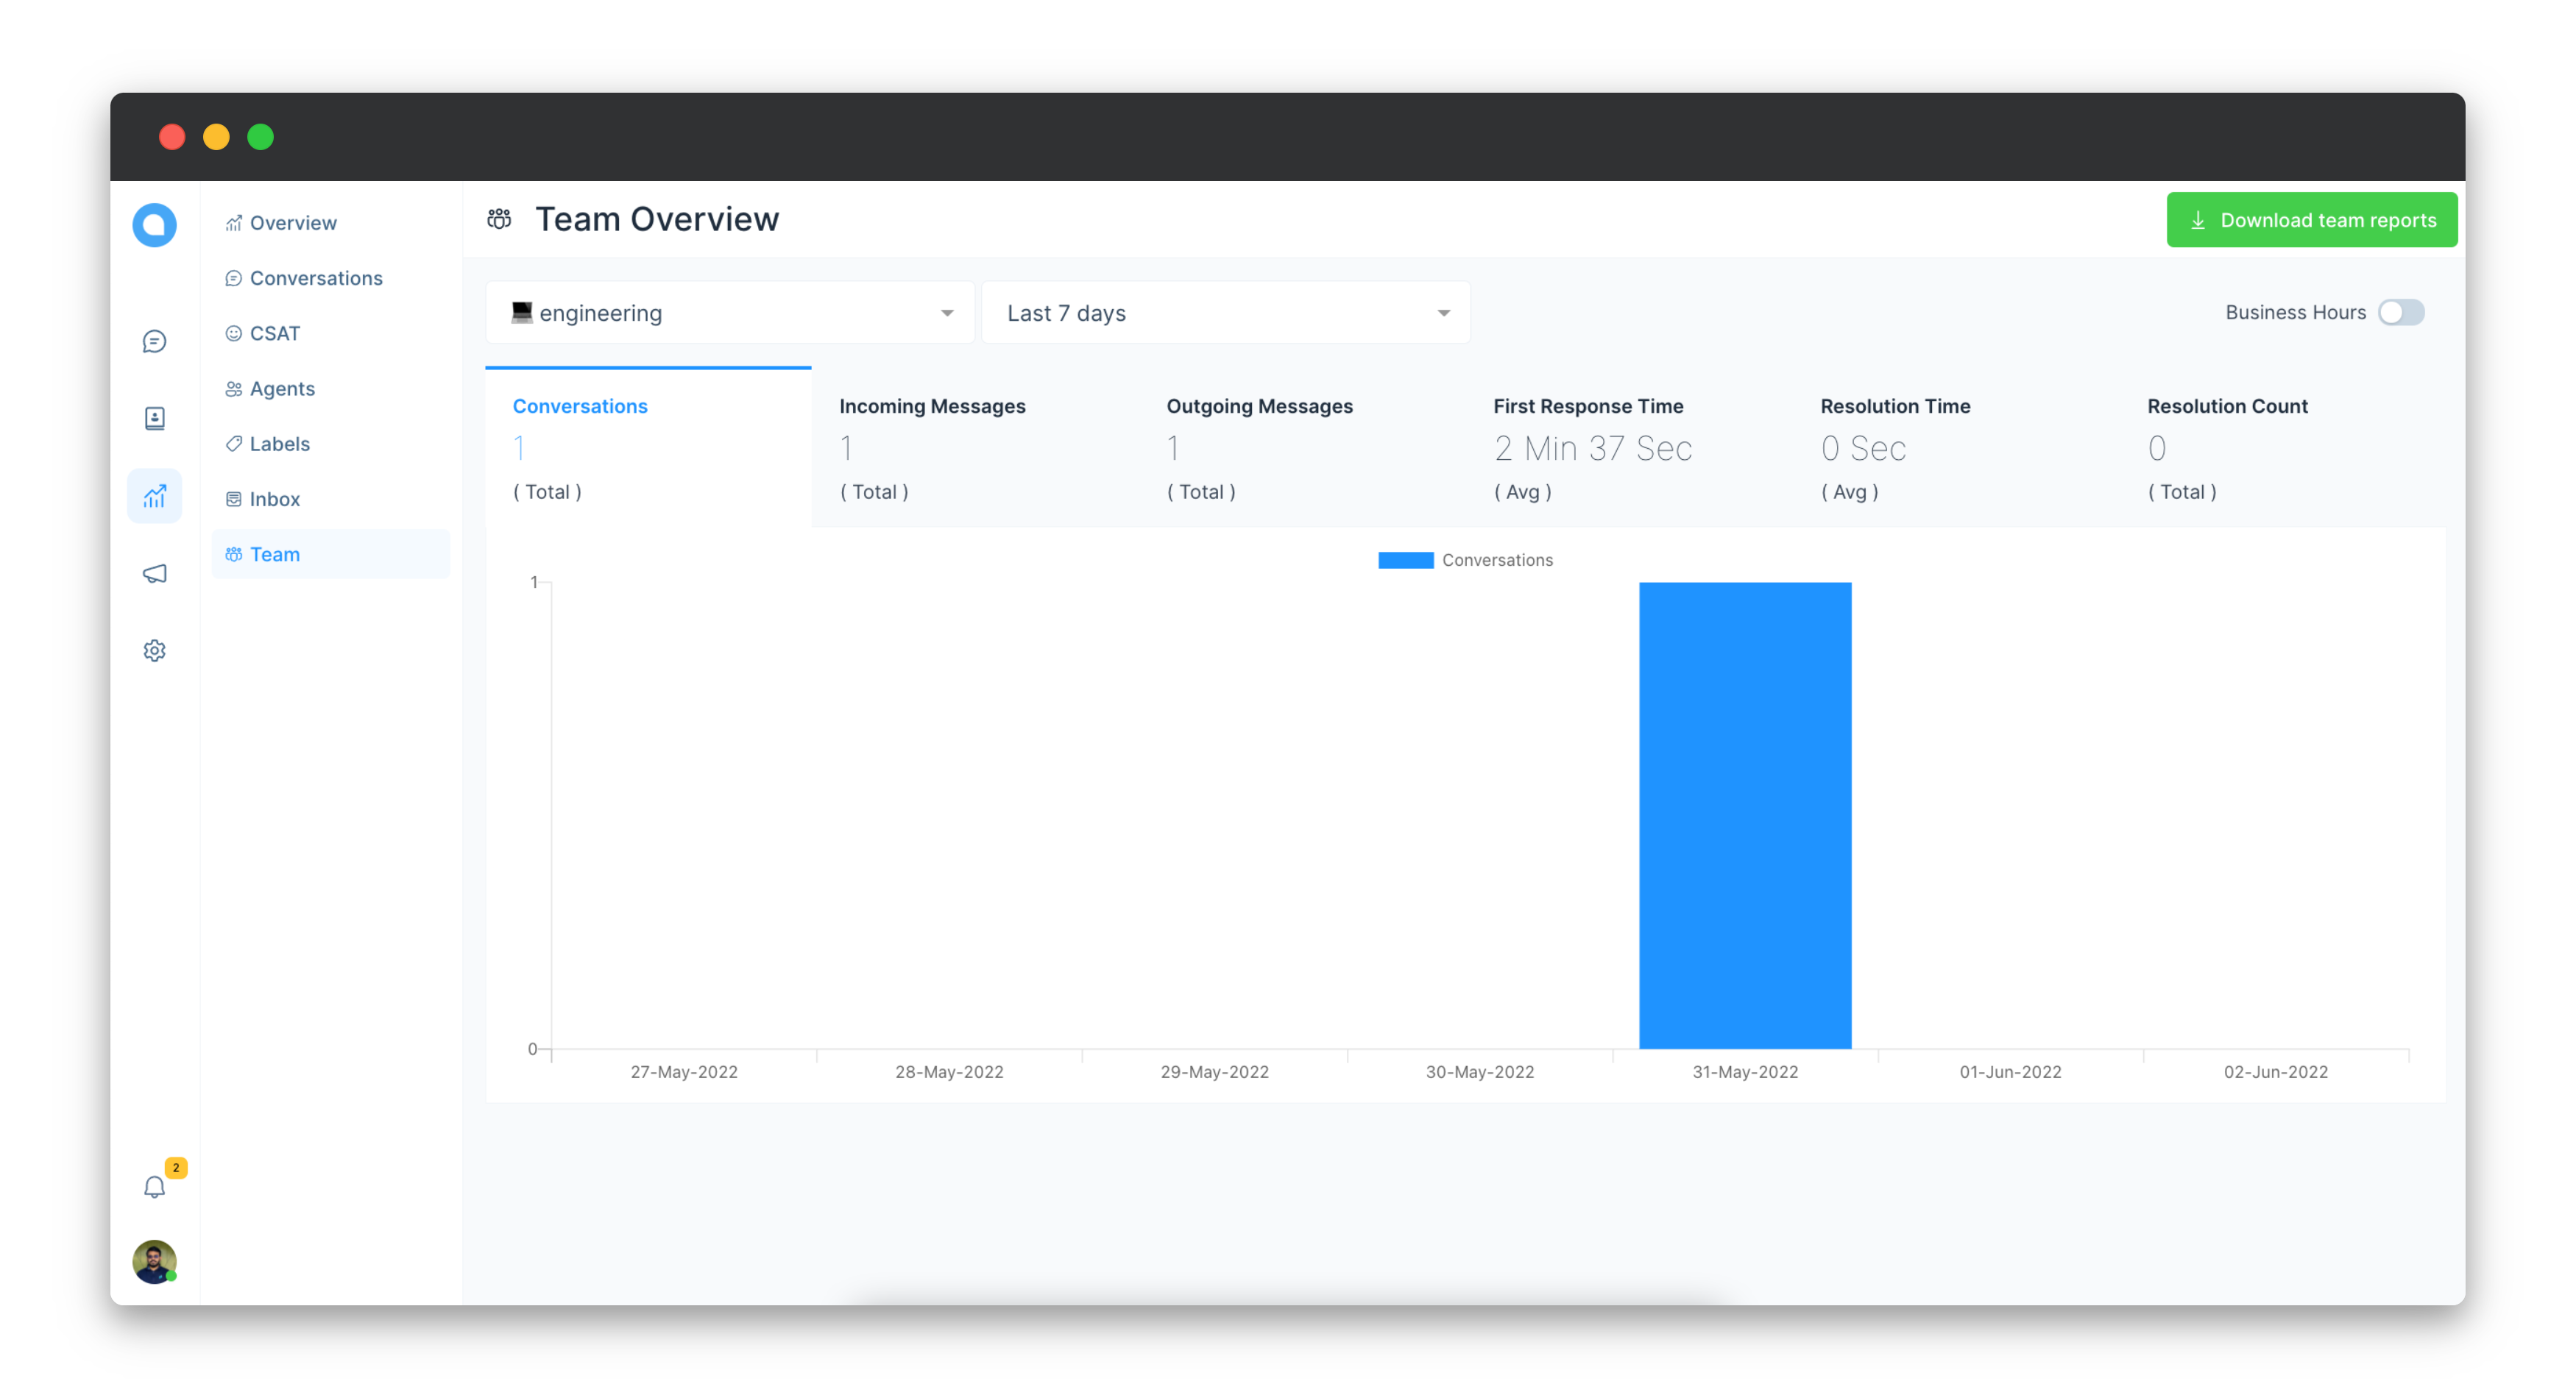 Overview
Conversations
CSAT
Agents
Labels
Inbox
Team
2
Team Overview
Download team reports
engineering
Last 7 days
Business Hours
Conversations
1
( Total )
Incoming Messages
1
( Total )
Outgoing Messages
1
( Total )
First Response Time
2 Min 37 Sec
( Avg )
Resolution Time
0 Sec
( Avg )
Resolution Count
0
( Total )
Conversations
1
0
27-May-2022 28-May-2022 29-May-2022 30-May-2022 31-May-2022 01-Jun-2022 02-Jun-2022